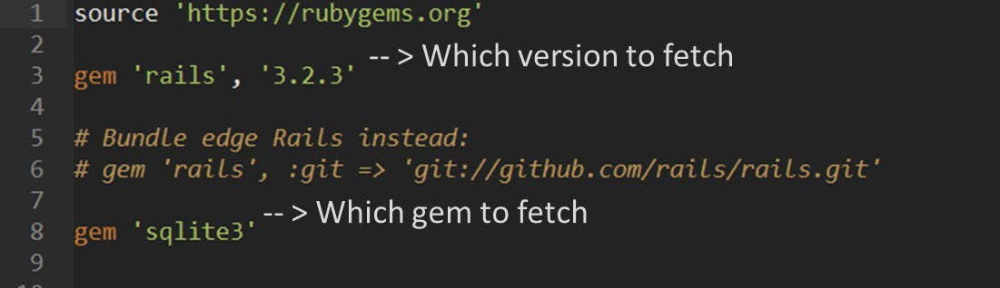 1 source 'https://rubygems.org'
2
-- > Which version to fetch
3 gem 'rails', '3.2.3'
4
5 # Bundle edge Rails instead:
6 # gem 'rails', :git => 'git://github.com/rails/rails.git'
7
-- > Which gem to fetch
8 gem 'sqlite3'
9